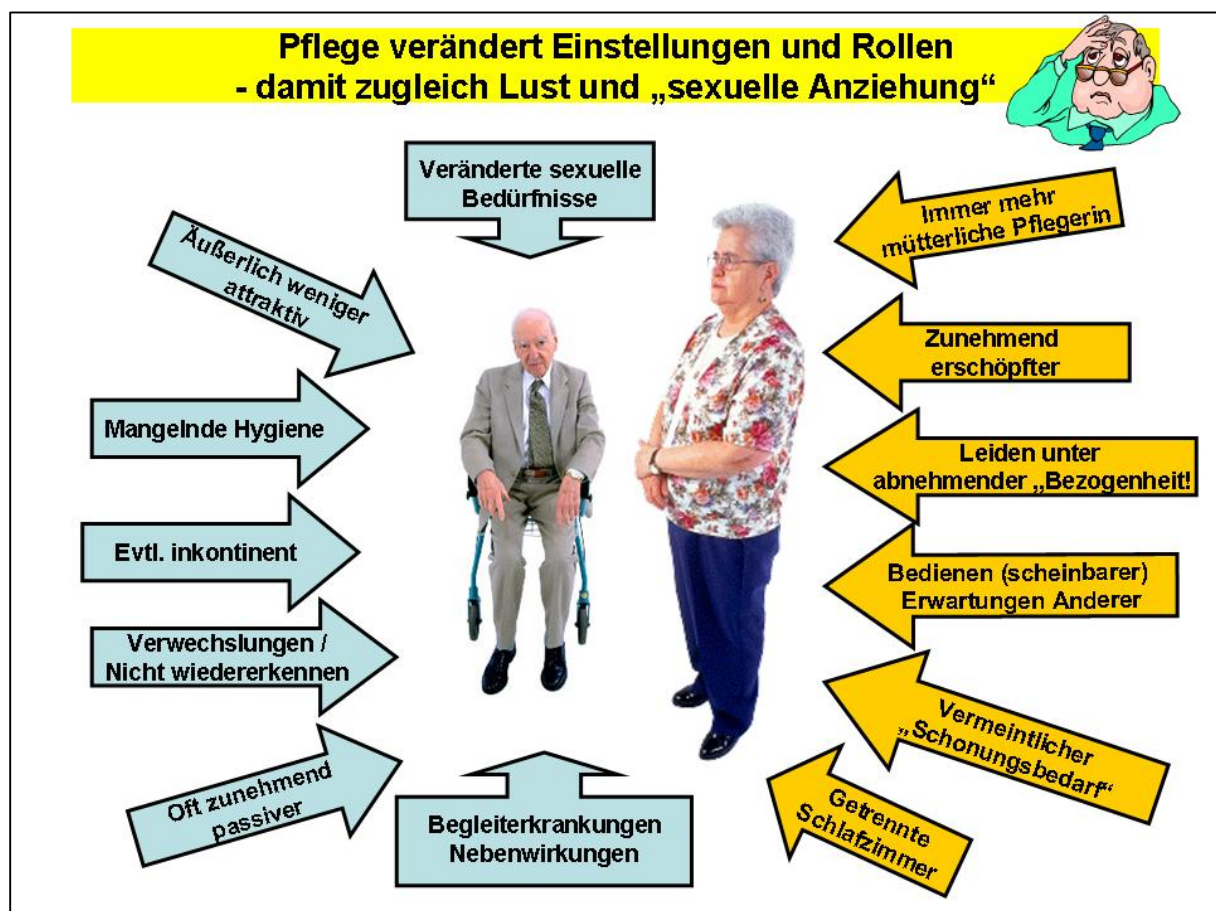 Pflege verändert Einstellungen und Rollen
- damit zugleich Lust und „sexuelle Anziehung“
Veränderte sexuelle
Bedürfnisse
Äußerlich weniger
attraktiv
Mangelnde Hygiene
Evtl. inkontinent
Verwechslungen /
Nicht wiedererkennen
Oft zunehmend
passiver
Begleiterkrankungen
Nebenwirkungen
Immer mehr
mütterliche Pflegerin
Zunehmend
erschöpfter
Leiden unter
abnehmender „Bezogenheit!
Bedienen (scheinbarer)
Erwartungen Anderer
Vermeintlicher
„Schonungsbedarf“
Getrennte
Schlafzimmer